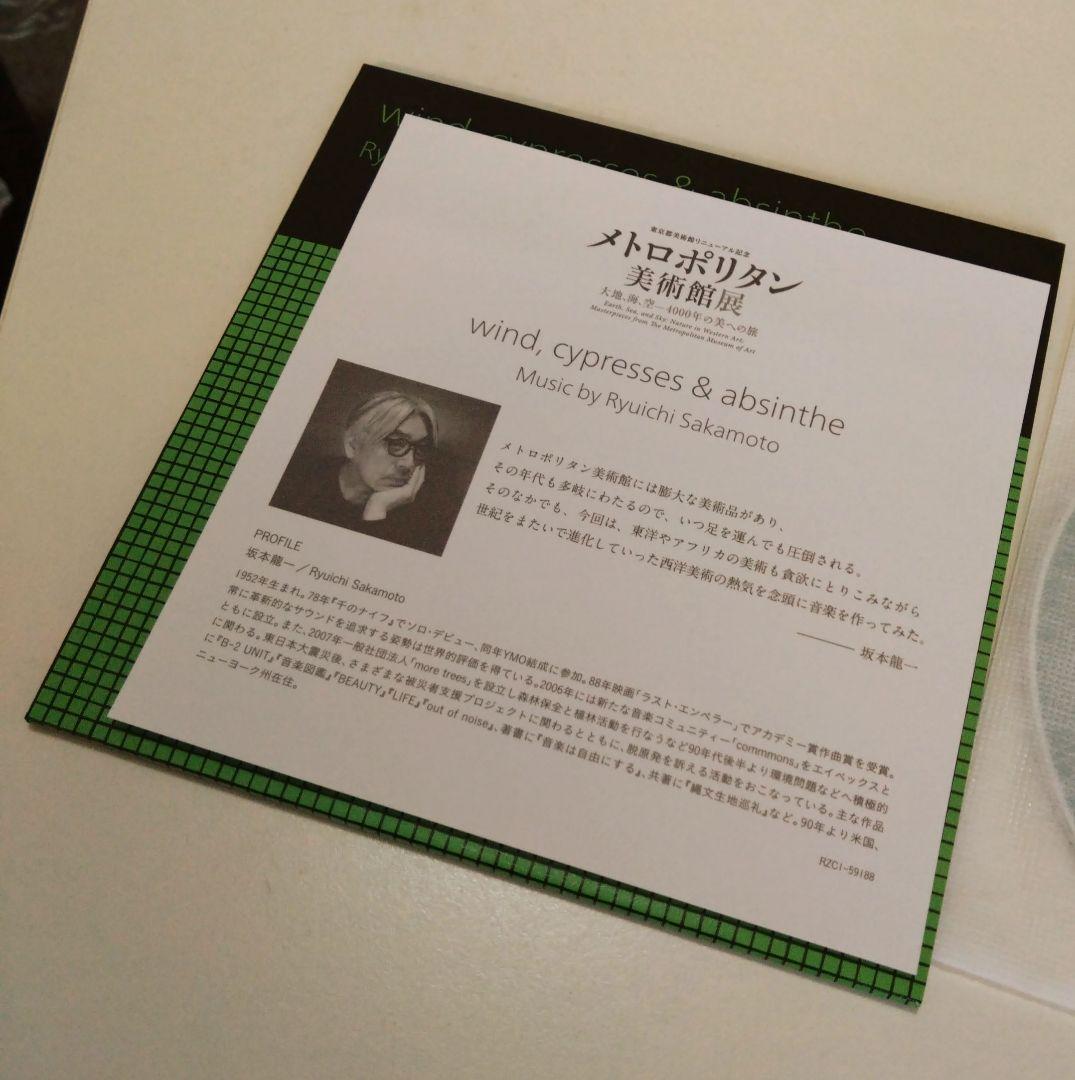 wind, cypresses & absinthe
Ry
東京都美術館リニューアル記念
メトロポリタン
美術館展
大地、海、空―4000年の美への旅
Earth, Sea, and Sky: Nature in Western Art;
Masterpieces from The Metropolitan Museum of Art
wind, cypresses & absinthe
Music by Ryuichi Sakamoto
メトロポリタン美術館には膨大な美術品があり、
その年代も多岐にわたるので、いつ足を運んでも圧倒される。
そのなかでも、今回は、東洋やアフリカの美術も貪欲にとりこみながら
世紀をまたいで進化していった西洋美術の熱気を念頭に音楽を作ってみた。
―― 坂本龍一
PROFILE
坂本龍一／Ryuichi Sakamoto
1952年生まれ。78年『千のナイフ』でソロ・デビュー、同年YMO結成に参加。88年映画「ラスト・エンペラー」でアカデミー賞作曲賞を受賞。
常に革新的なサウンドを追求する姿勢は世界的評価を得ている。2006年には新たな音楽コミュニティー「commmons」をエイベックスと
ともに設立。また、2007年一般社団法人「more trees」を設立し森林保全と植林活動を行なうなど90年代後半より環境問題などへ積極的
に関わる。東日本大震災後、さまざまな被災者支援プロジェクトに関わるとともに、脱原発を訴える活動をおこなっている。主な作品
に『B-2 UNIT』『音楽図鑑』『BEAUTY』『LIFE』『out of noise』、著書に『音楽は自由にする』、共著に『縄文生地巡礼』など。90年より米国、
ニューヨーク州在住。
RZC1-59188